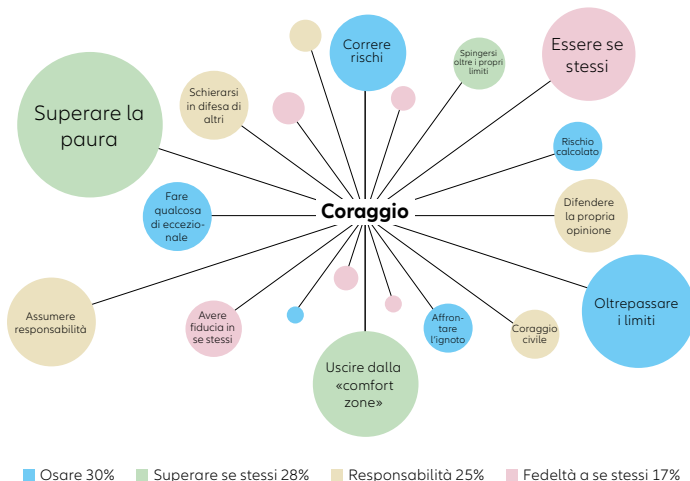 Correre
rischi
Essere se
stessi
Spingersi
oltre i propri
limiti
Superare la
paura
Schierarsi
in difesa di
altri
Rischio
calcolato
Fare
qualcosa
di eccezio-
nale
Coraggio
Difendere
la propria
opinione
Assumere
responsabilità
Avere
fiducia in
se stessi
Affron-
tare
l'ignoto
Coraggio
civile
Oltrepassare
i limiti
Uscire dalla
«comfort
zone»
Osare 30% Superare se stessi 28% Responsabilità 25% Fedeltà a se stessi 17%